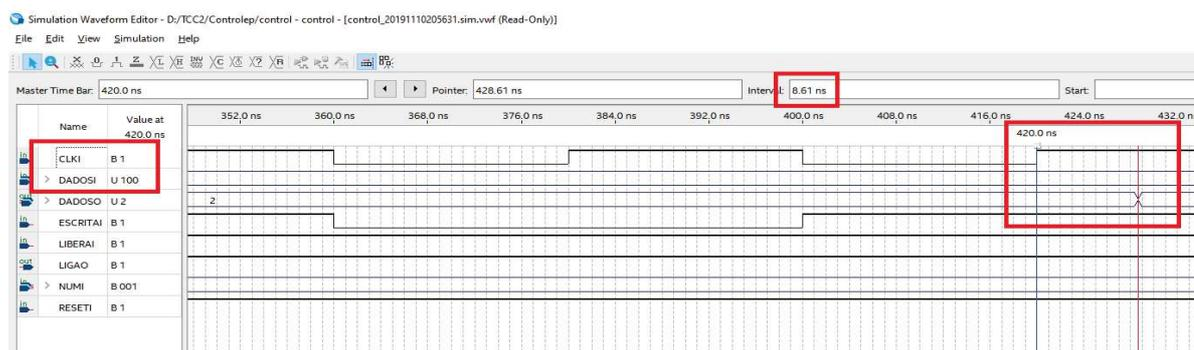 Simulation Waveform Editor - D:/TCC2/Controlep/control - control - [control_20191110205631.sim.vwf (Read-Only)]
File Edit View Simulation Help
Master Time Bar: 420.0 ns Pointer: 428.61 ns Interval: 8.61 ns Start:
Name Value at 420.0 ns
352,0 ns 360,0 ns 368,0 ns 376,0 ns 384,0 ns 392,0 ns 400,0 ns 408,0 ns 416,0 ns 424,0 ns 432,0 n
420.0 ns
CLKI B 1
DADOSI U 100
DADOSO U 2 2
ESCRITAI B 1
LIBERAI B 1
LIGAO B 1
NUMI B 001
RESETI B 1